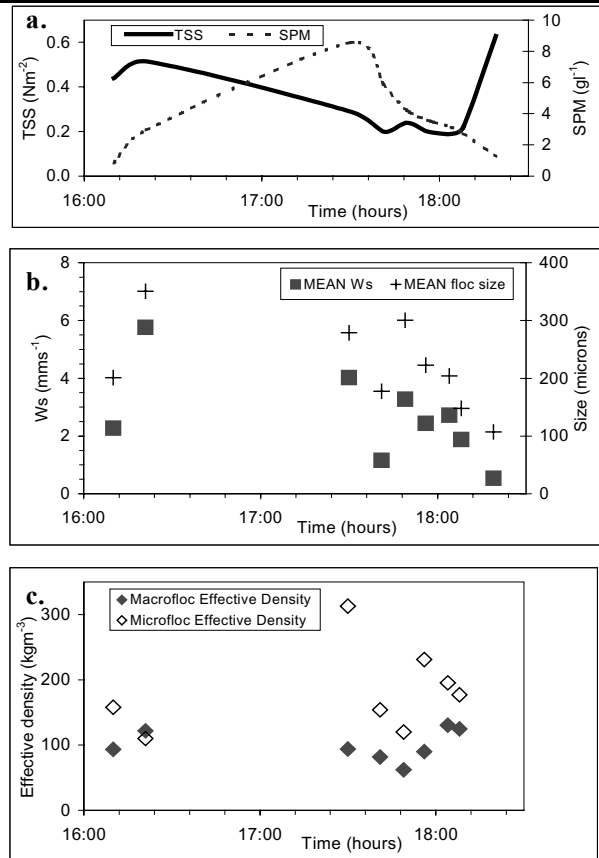 a.
TSS SPM
TSS (Nm-2)
0.6
0.4
0.2
0.0
10
8
6
4
2
0
SPM (gl-1)
16:00 17:00 18:00
Time (hours)
b.
MEAN Ws MEAN floc size
Ws (mms-1)
8
6
4
2
0
400
300
200
100
0
Size (microns)
16:00 17:00 18:00
Time (hours)
c.
Macrofloc Effective Density
Microfloc Effective Density
Effective density (kgm-3)
300
200
100
0
16:00 17:00 18:00
Time (hours)